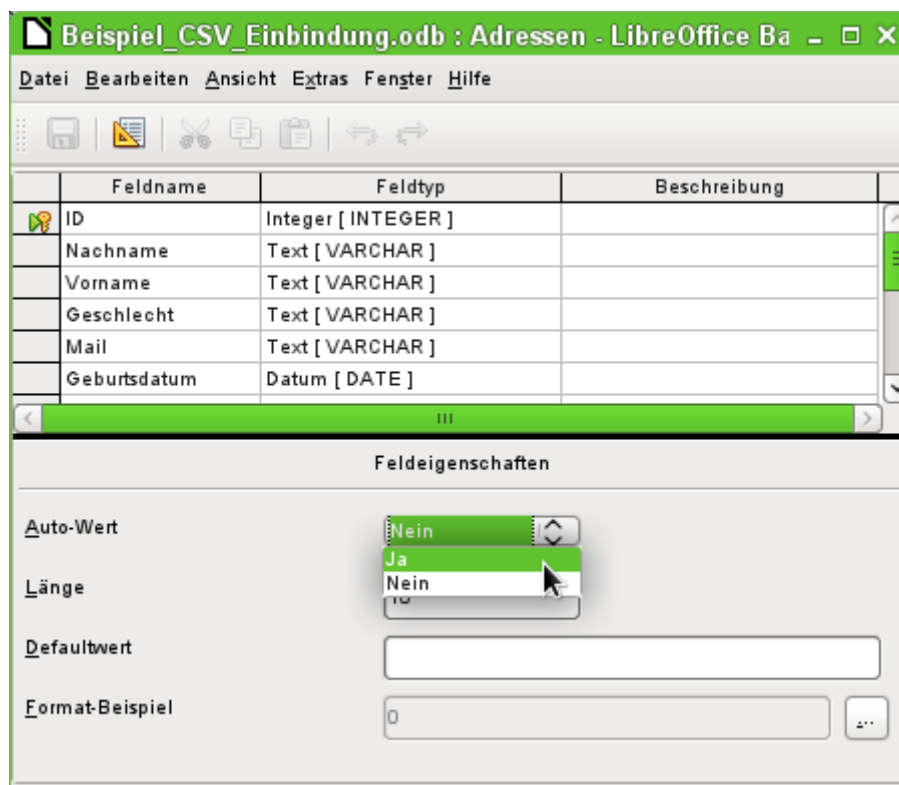 Beispiel_CSV_Einbindung.odb : Adressen - LibreOffice Ba
Datei Bearbeiten Ansicht Extras Fenster Hilfe
Feldname Feldtyp Beschreibung
ID Integer [ INTEGER ]
Nachname Text [ VARCHAR ]
Vorname Text [ VARCHAR ]
Geschlecht Text [ VARCHAR ]
Mail Text [ VARCHAR ]
Geburtsdatum Datum [ DATE ]
Feldeigenschaften
Auto-Wert Nein
Ja
Nein
Länge
Defaultwert
Format-Beispiel 0 ...